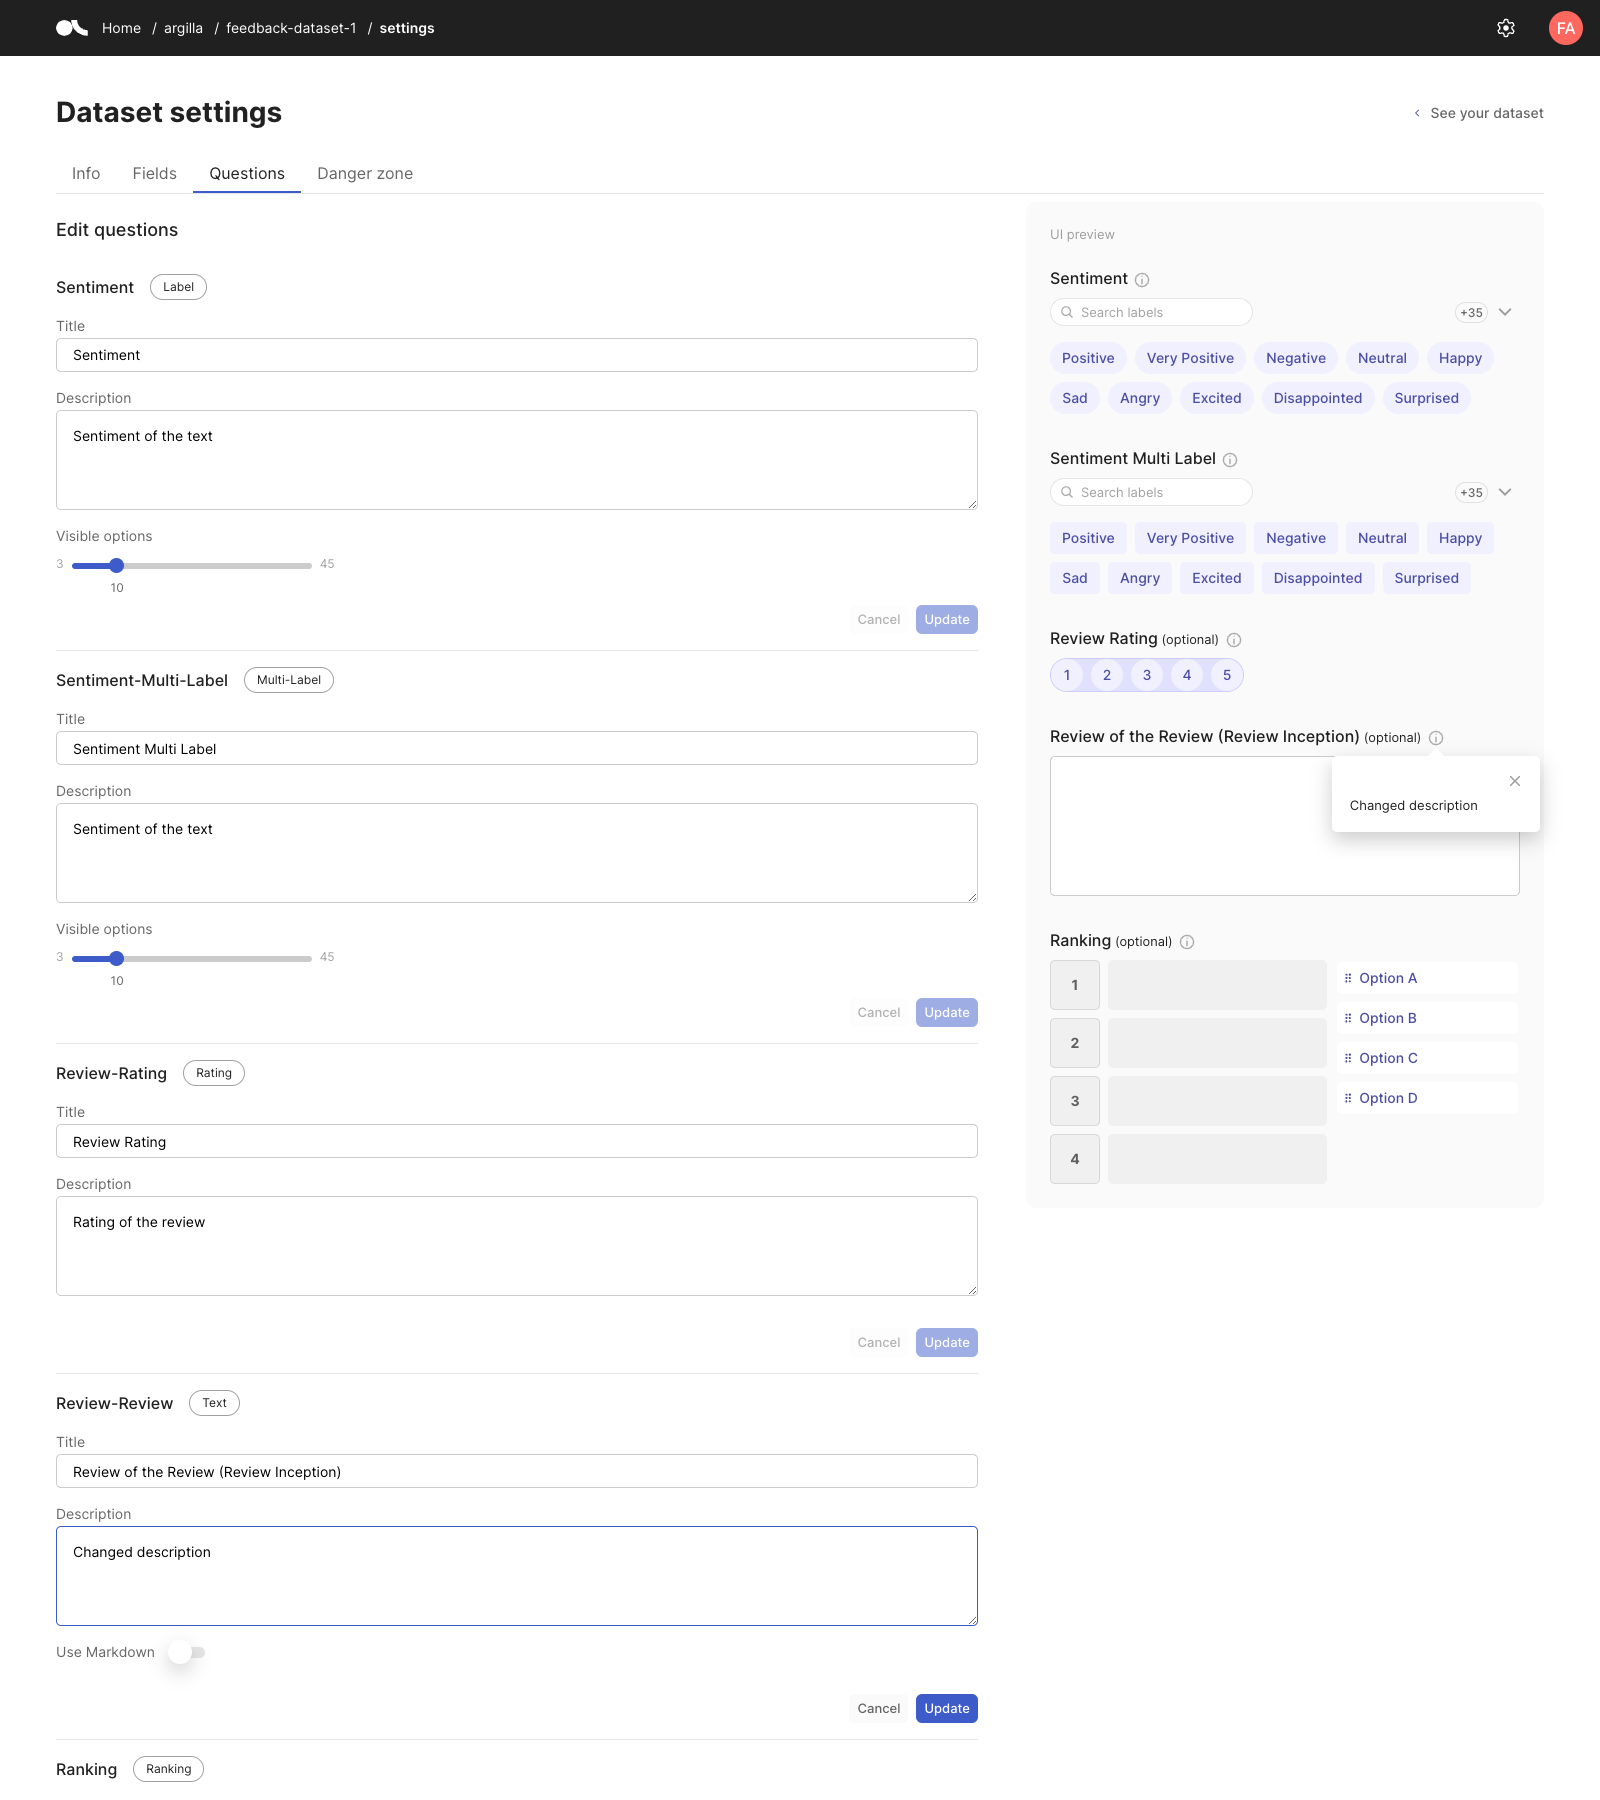 Home / argilla / feedback-dataset-1 / settings
FA
Dataset settings
See your dataset
Info Fields Questions Danger zone
Edit questions
Sentiment Label
Title
Sentiment
Description
Sentiment of the text
Visible options
3 45
10
Cancel Update
Sentiment-Multi-Label Multi-Label
Title
Sentiment Multi Label
Description
Sentiment of the text
Visible options
3 45
10
Cancel Update
Review-Rating Rating
Title
Review Rating
Description
Rating of the review
Cancel Update
Review-Review Text
Title
Review of the Review (Review Inception)
Description
Changed description
Use Markdown
Cancel Update
Ranking Ranking
UI preview
Sentiment
Search labels +35
Positive Very Positive Negative Neutral Happy
Sad Angry Excited Disappointed Surprised
Sentiment Multi Label
Search labels +35
Positive Very Positive Negative Neutral Happy
Sad Angry Excited Disappointed Surprised
Review Rating (optional)
1 2 3 4 5
Review of the Review (Review Inception) (optional)
Changed description
Ranking (optional)
1
2
3
4
Option A
Option B
Option C
Option D